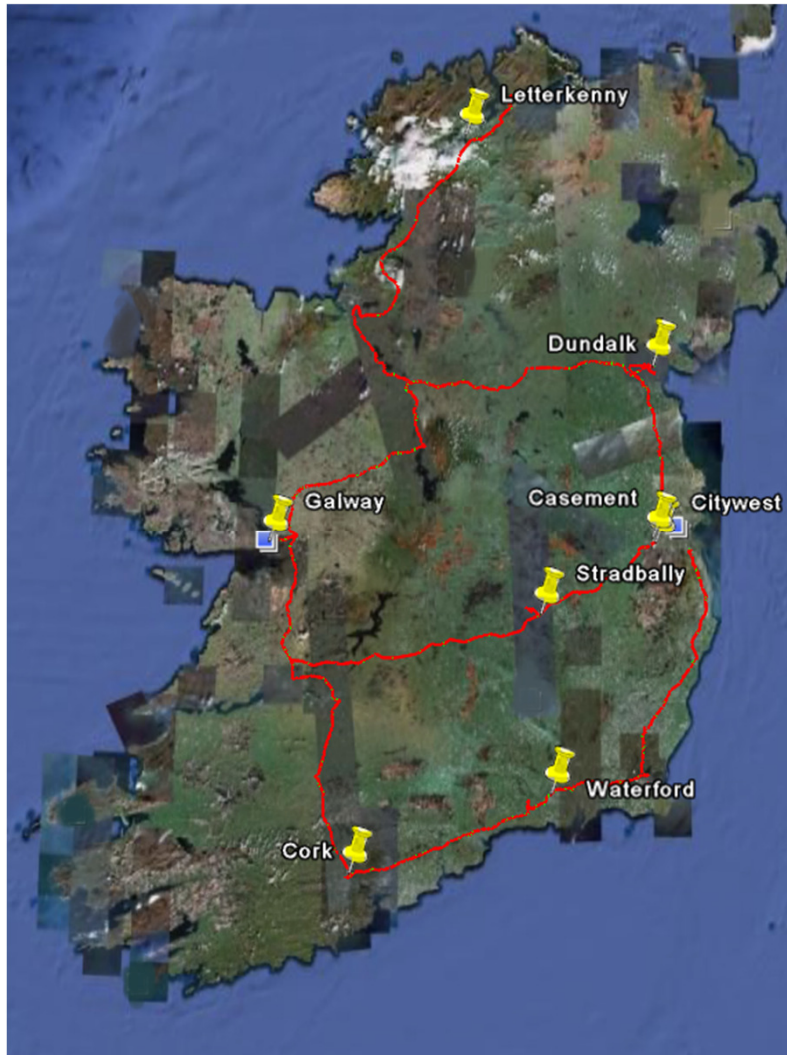 Letterkenny
Dundalk
Galway
Casement
Citywest
Stradbally
Waterford
Cork